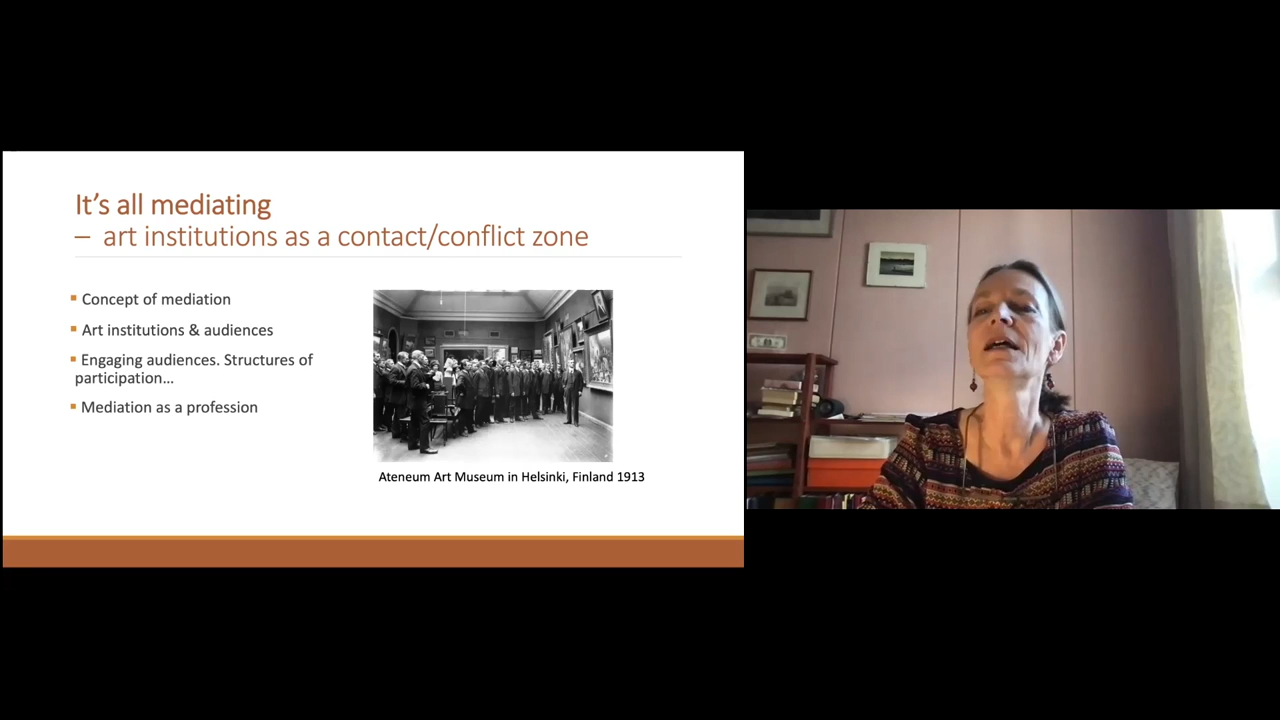 It’s all mediating
– art institutions as a contact/conflict zone
▪ Concept of mediation
▪ Art institutions & audiences
▪ Engaging audiences. Structures of
participation…
▪ Mediation as a profession
Ateneum Art Museum in Helsinki, Finland 1913